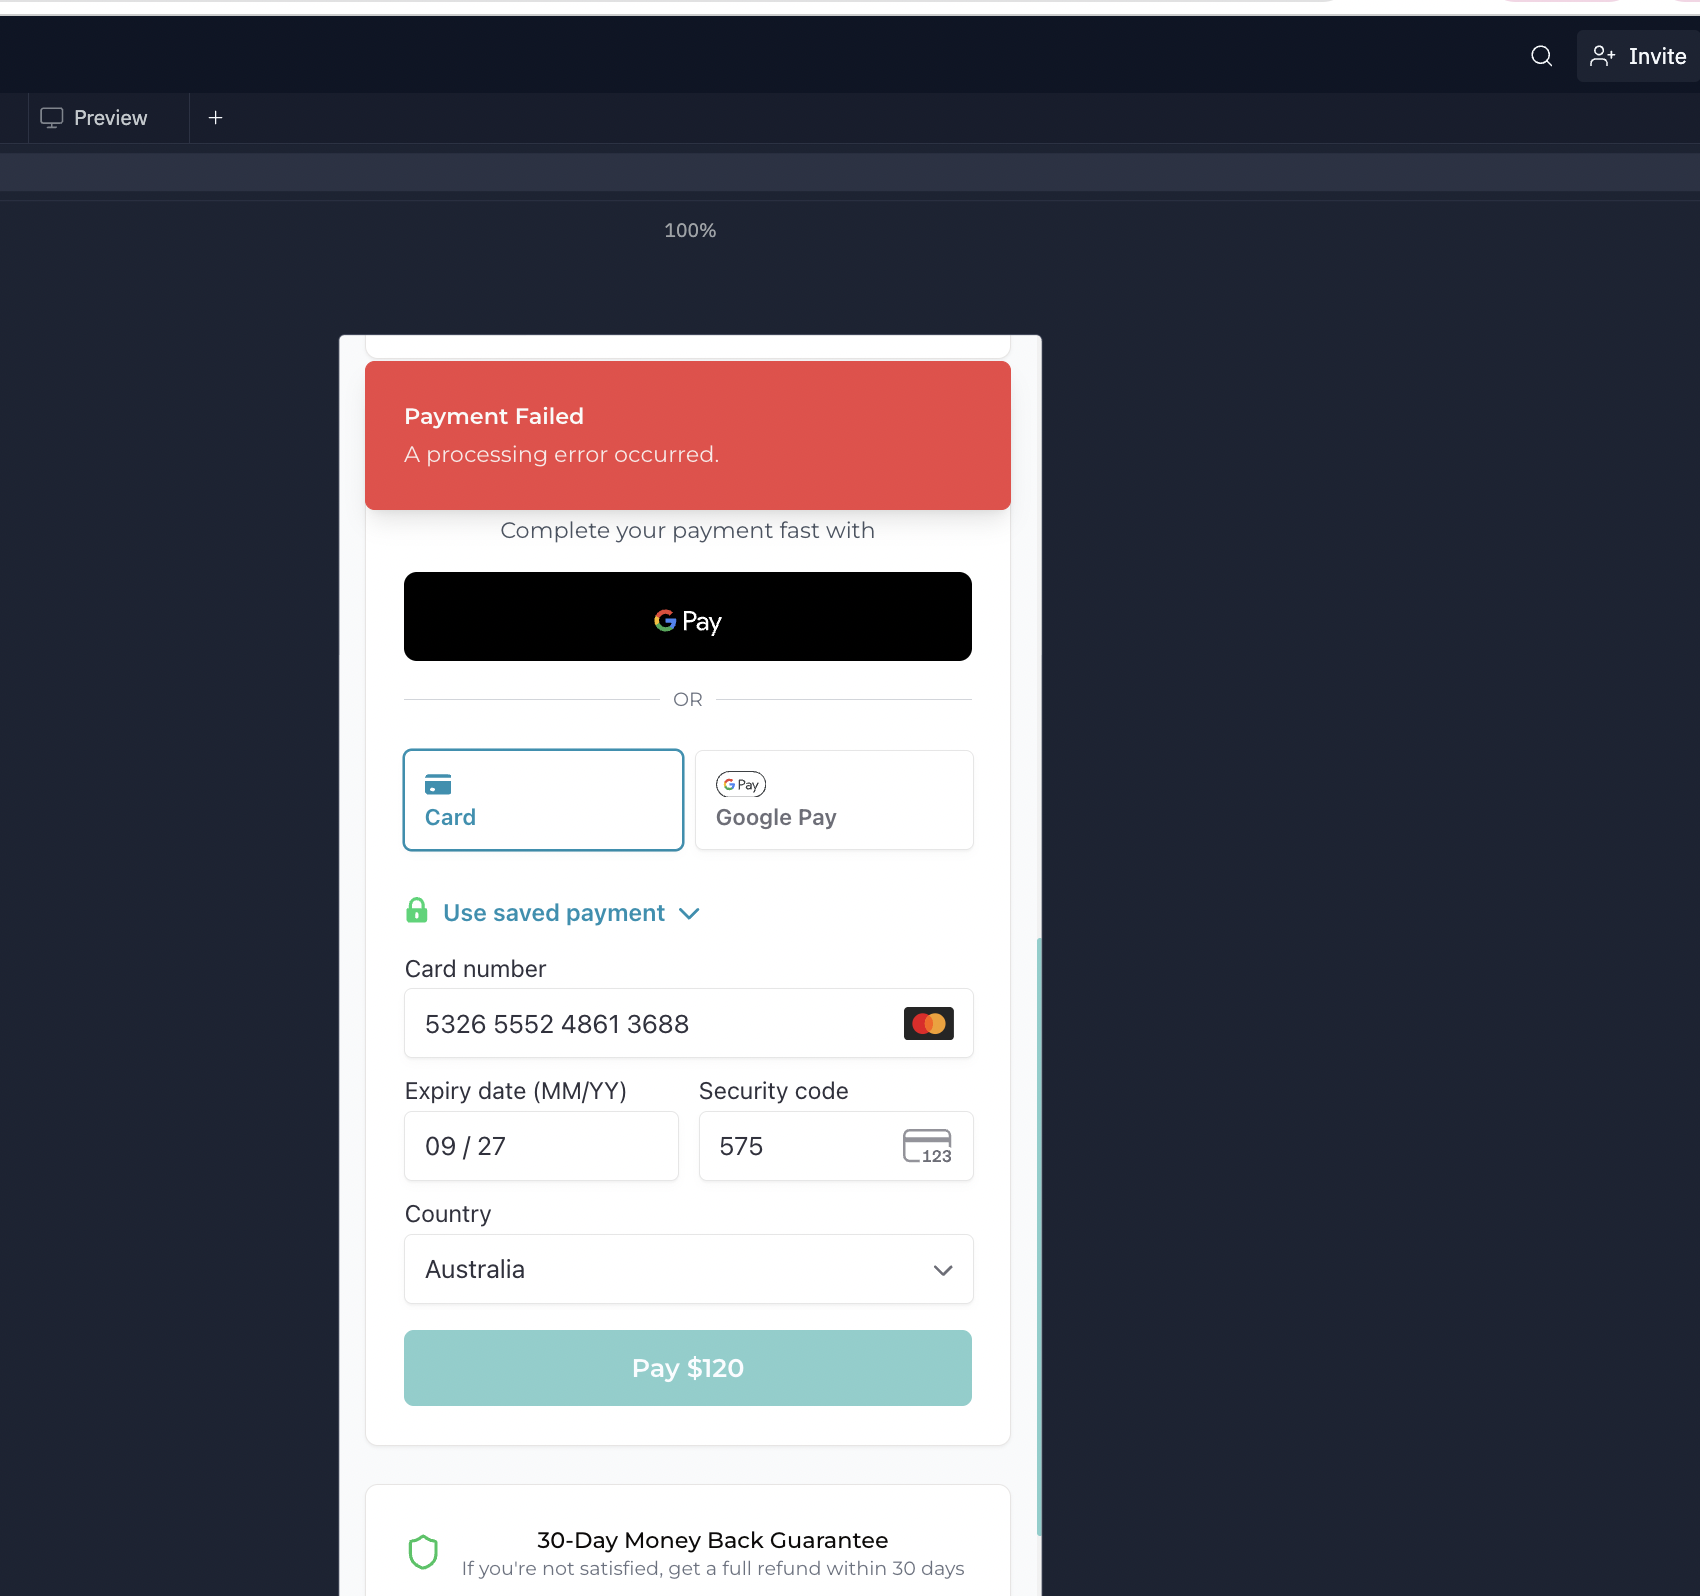 Invite
Preview
100%
Payment Failed
A processing error occurred.
Complete your payment fast with
G Pay
OR
Card
G Pay
Google Pay
Use saved payment
Card number
5326 5552 4861 3688
Expiry date (MM/YY)
Security code
09 / 27
575
123
Country
Australia
Pay $120
30-Day Money Back Guarantee
If you're not satisfied, get a full refund within 30 days